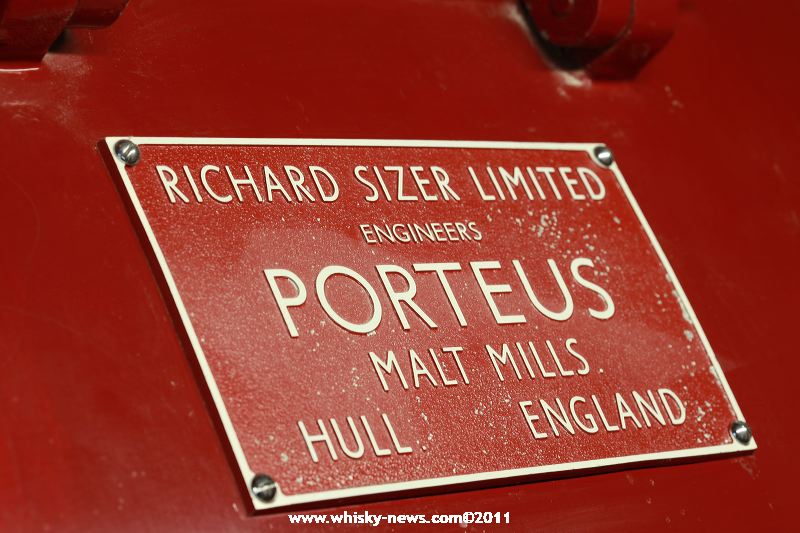 RICHARD SIZER LIMITED
ENGINEERS
PORTEUS
MALT MILLS.
HULL. ENGLAND
www.whisky-news.com©2011